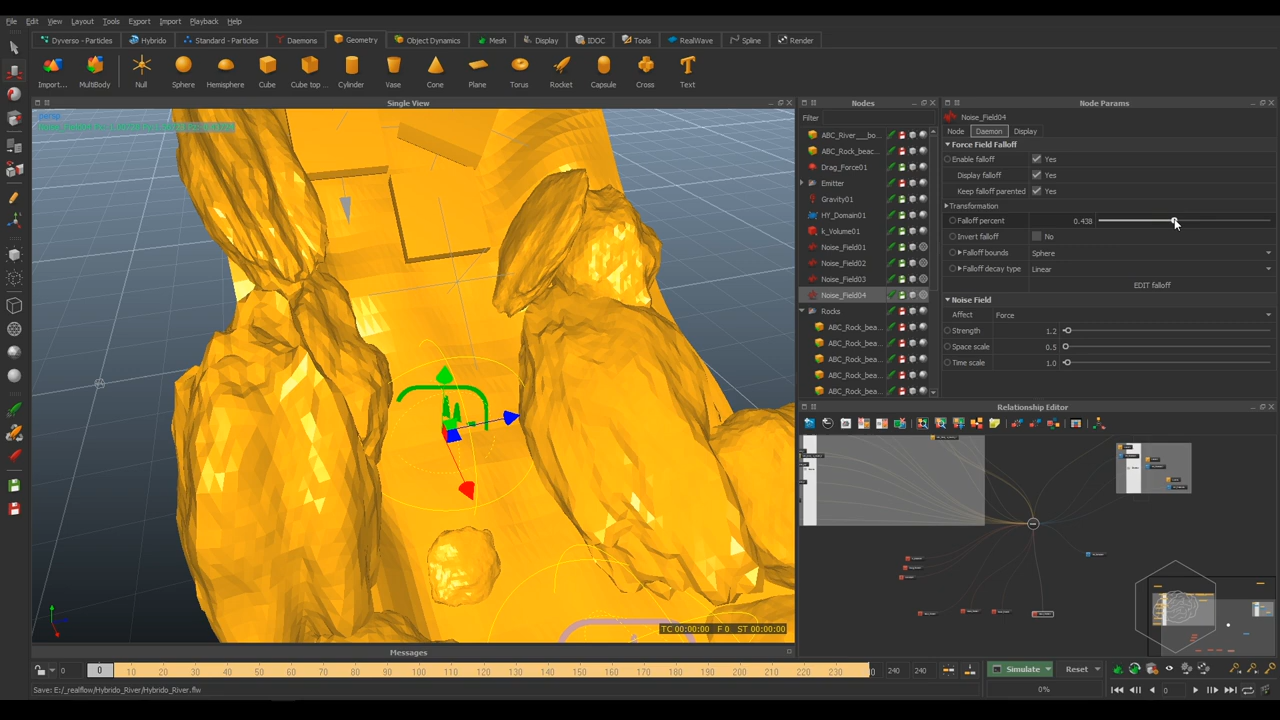 File Edit View Layout Tools Export Import Playback Help
Dyverso - Particles Hybrido Standard - Particles Daemons Geometry Object Dynamics Mesh Display IDOC Tools RealWave Spline Render
Import... MultiBody Null Sphere Hemisphere Cube Cube top ... Cylinder Vase Cone Plane Torus Rocket Capsule Cross Text
Single View
persp
TC 00:00:00 F 0 ST 00:00:00
Messages
Nodes
Filter
ABC_River___bo...
ABC_Rock_beac...
Drag_Force01
Emitter
Gravity01
HY_Domain01
k_Volume01
Noise_Field01
Noise_Field02
Noise_Field03
Noise_Field04
Rocks
ABC_Rock_bea...
ABC_Rock_bea...
ABC_Rock_bea...
ABC_Rock_bea...
ABC_Rock_bea...
Node Params
Noise_Field04
Node Daemon Display
Force Field Falloff
Enable falloff Yes
Display falloff Yes
Keep falloff parented Yes
Transformation
Falloff percent 0.438
Invert falloff No
Falloff bounds Sphere
Falloff decay type Linear
EDIT falloff
Noise Field
Affect Force
Strength 1.2
Space scale 0.5
Time scale 1.0
Relationship Editor
0 0 10 20 30 40 50 60 70 80 90 100 110 120 130 140 150 160 170 180 190 200 210 220 230 240 240
Simulate Reset
Save: E:/_realflow/Hybrido_River/Hybrido_River.flw
0% 0